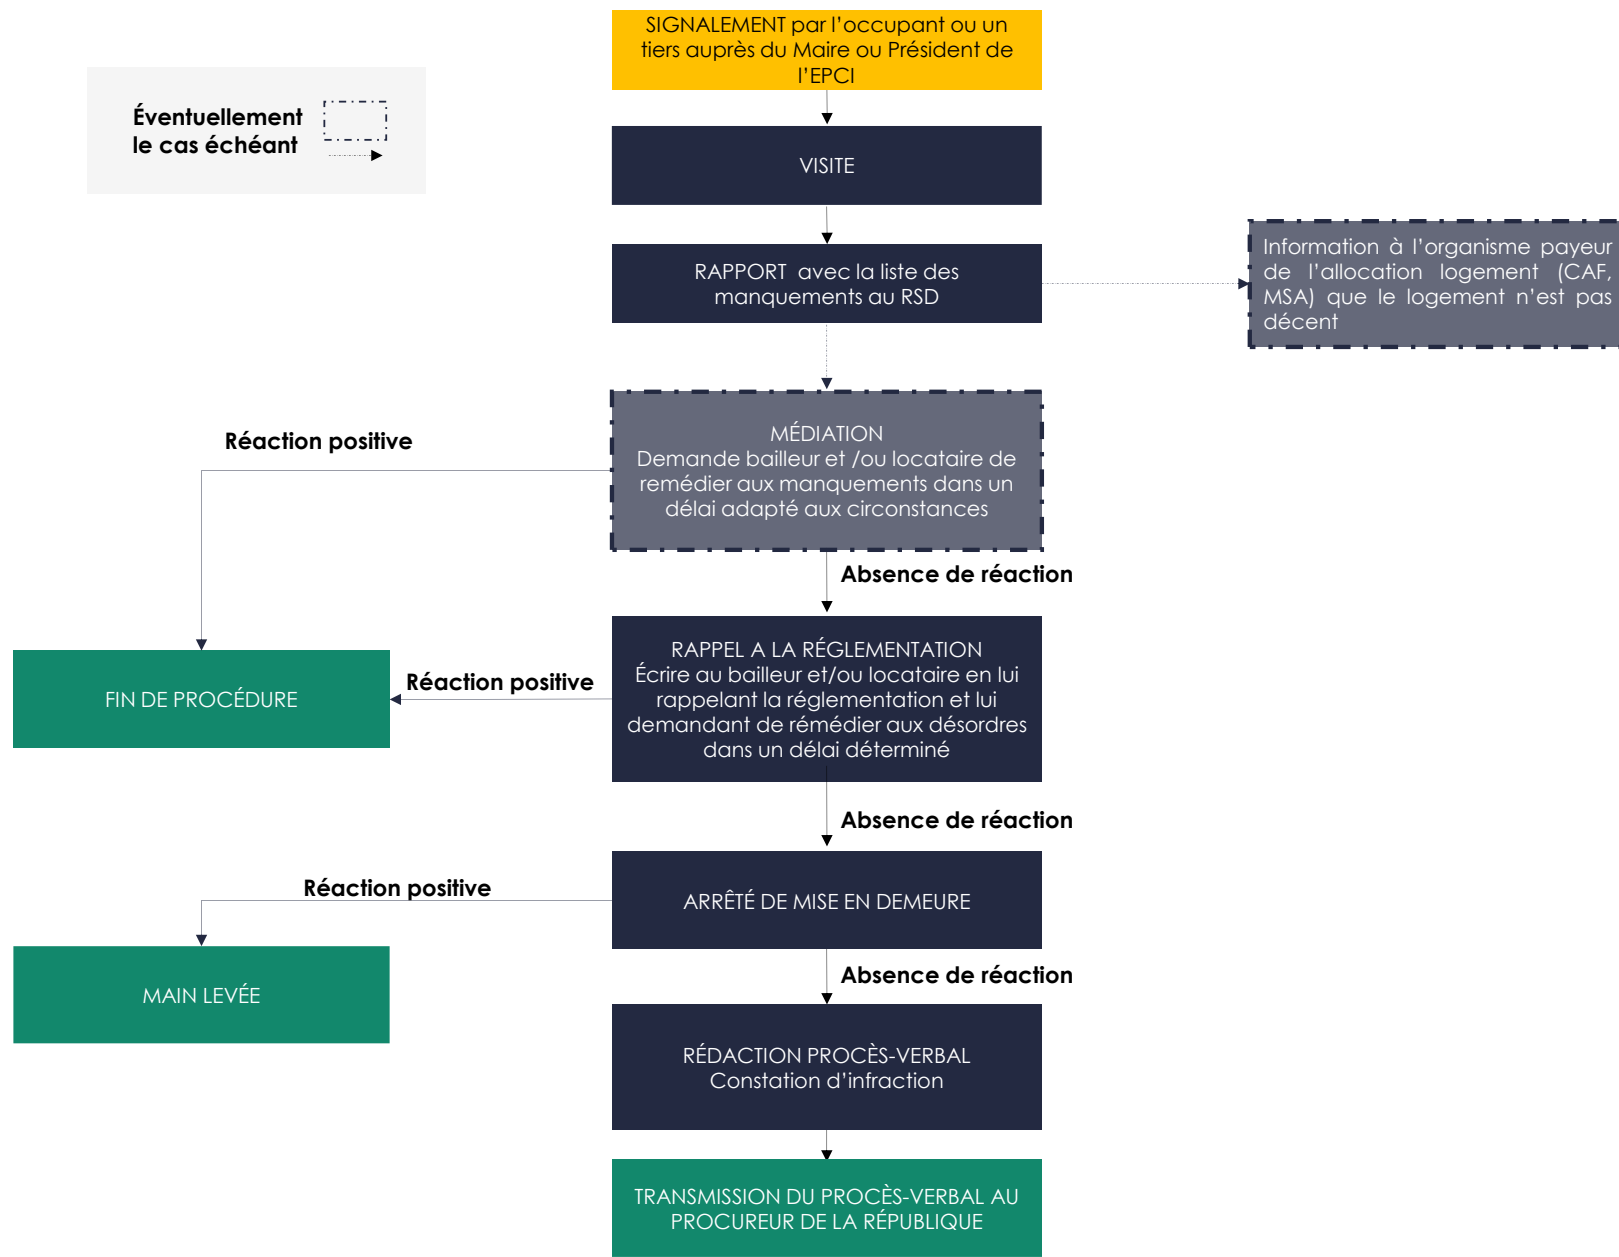 SIGNALEMENT par l'occupant ou un
tiers auprès du Maire ou Président de
l'EPCI
Éventuellement
le cas échéant
VISITE
RAPPORT avec la liste des
manquements au RSD
Information à l'organisme payeur
de l'allocation logement (CAF,
MSA) que le logement n'est pas
décent
MÉDIATION
Demande bailleur et /ou locataire de
remédier aux manquements dans un
délai adapté aux circonstances
Réaction positive
Absence de réaction
RAPPEL A LA RÉGLEMENTATION
Écrire au bailleur et/ou locataire en lui
rappelant la réglementation et lui
demandant de rémédier aux désordres
dans un délai déterminé
Réaction positive
FIN DE PROCÉDURE
Absence de réaction
ARRÊTÉ DE MISE EN DEMEURE
Réaction positive
MAIN LEVÉE
Absence de réaction
RÉDACTION PROCÈS-VERBAL
Constation d'infraction
TRANSMISSION DU PROCÈS-VERBAL AU
PROCUREUR DE LA RÉPUBLIQUE